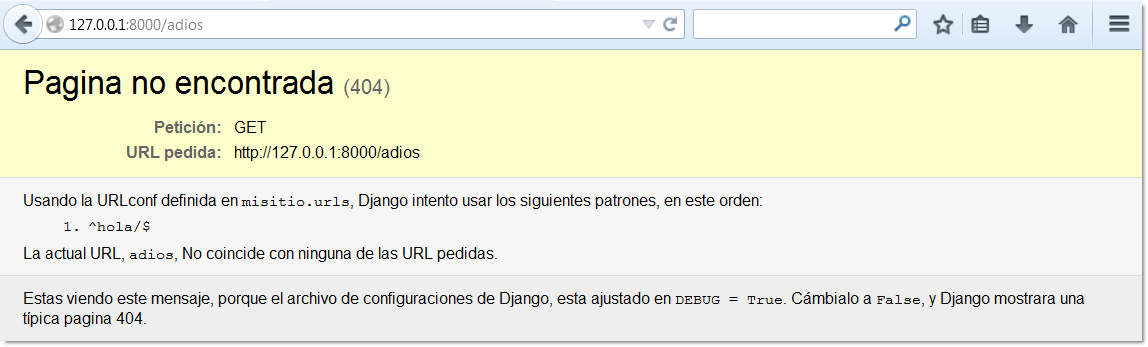 127.0.0.1:8000/adios
Pagina no encontrada (404)
Petición: GET
URL pedida: http://127.0.0.1:8000/adios
Usando la URLconf definida en misitio.urls, Django intento usar los siguientes patrones, en este orden:
1. ^hola/$
La actual URL, adios, No coincide con ninguna de las URL pedidas.
Estas viendo este mensaje, porque el archivo de configuraciones de Django, esta ajustado en DEBUG = True. Cámbialo a False, y Django mostrara una
típica pagina 404.